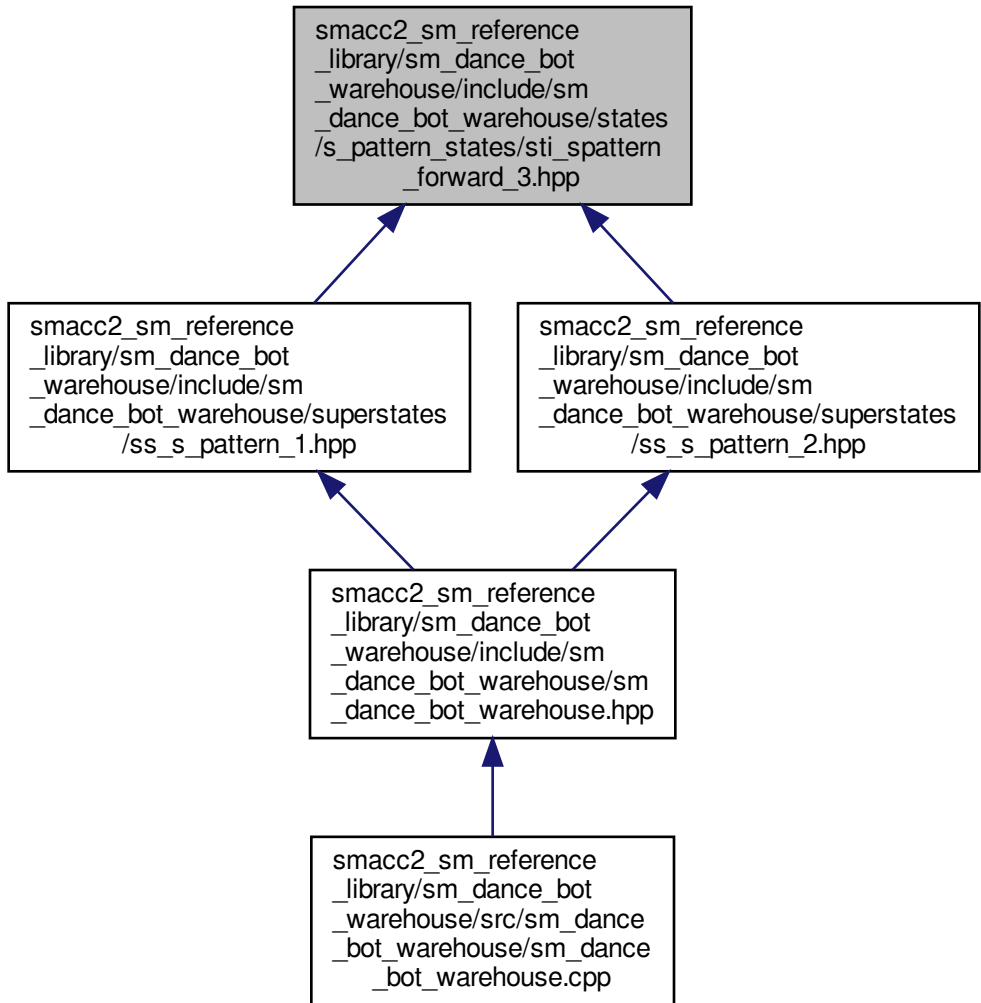 smacc2_sm_reference
_library/sm_dance_bot
_warehouse/include/sm
_dance_bot_warehouse/states
/s_pattern_states/sti_spattern
_forward_3.hpp
smacc2_sm_reference
_library/sm_dance_bot
_warehouse/include/sm
_dance_bot_warehouse/superstates
/ss_s_pattern_1.hpp
smacc2_sm_reference
_library/sm_dance_bot
_warehouse/include/sm
_dance_bot_warehouse/superstates
/ss_s_pattern_2.hpp
smacc2_sm_reference
_library/sm_dance_bot
_warehouse/include/sm
_dance_bot_warehouse/sm
_dance_bot_warehouse.hpp
smacc2_sm_reference
_library/sm_dance_bot
_warehouse/src/sm_dance
_bot_warehouse/sm_dance
_bot_warehouse.cpp